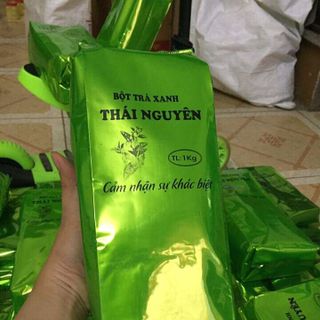 BỘT TRÀ XANH
THÁI NGUYÊN
TL: 1Kg
Cảm nhận sự khác biệt